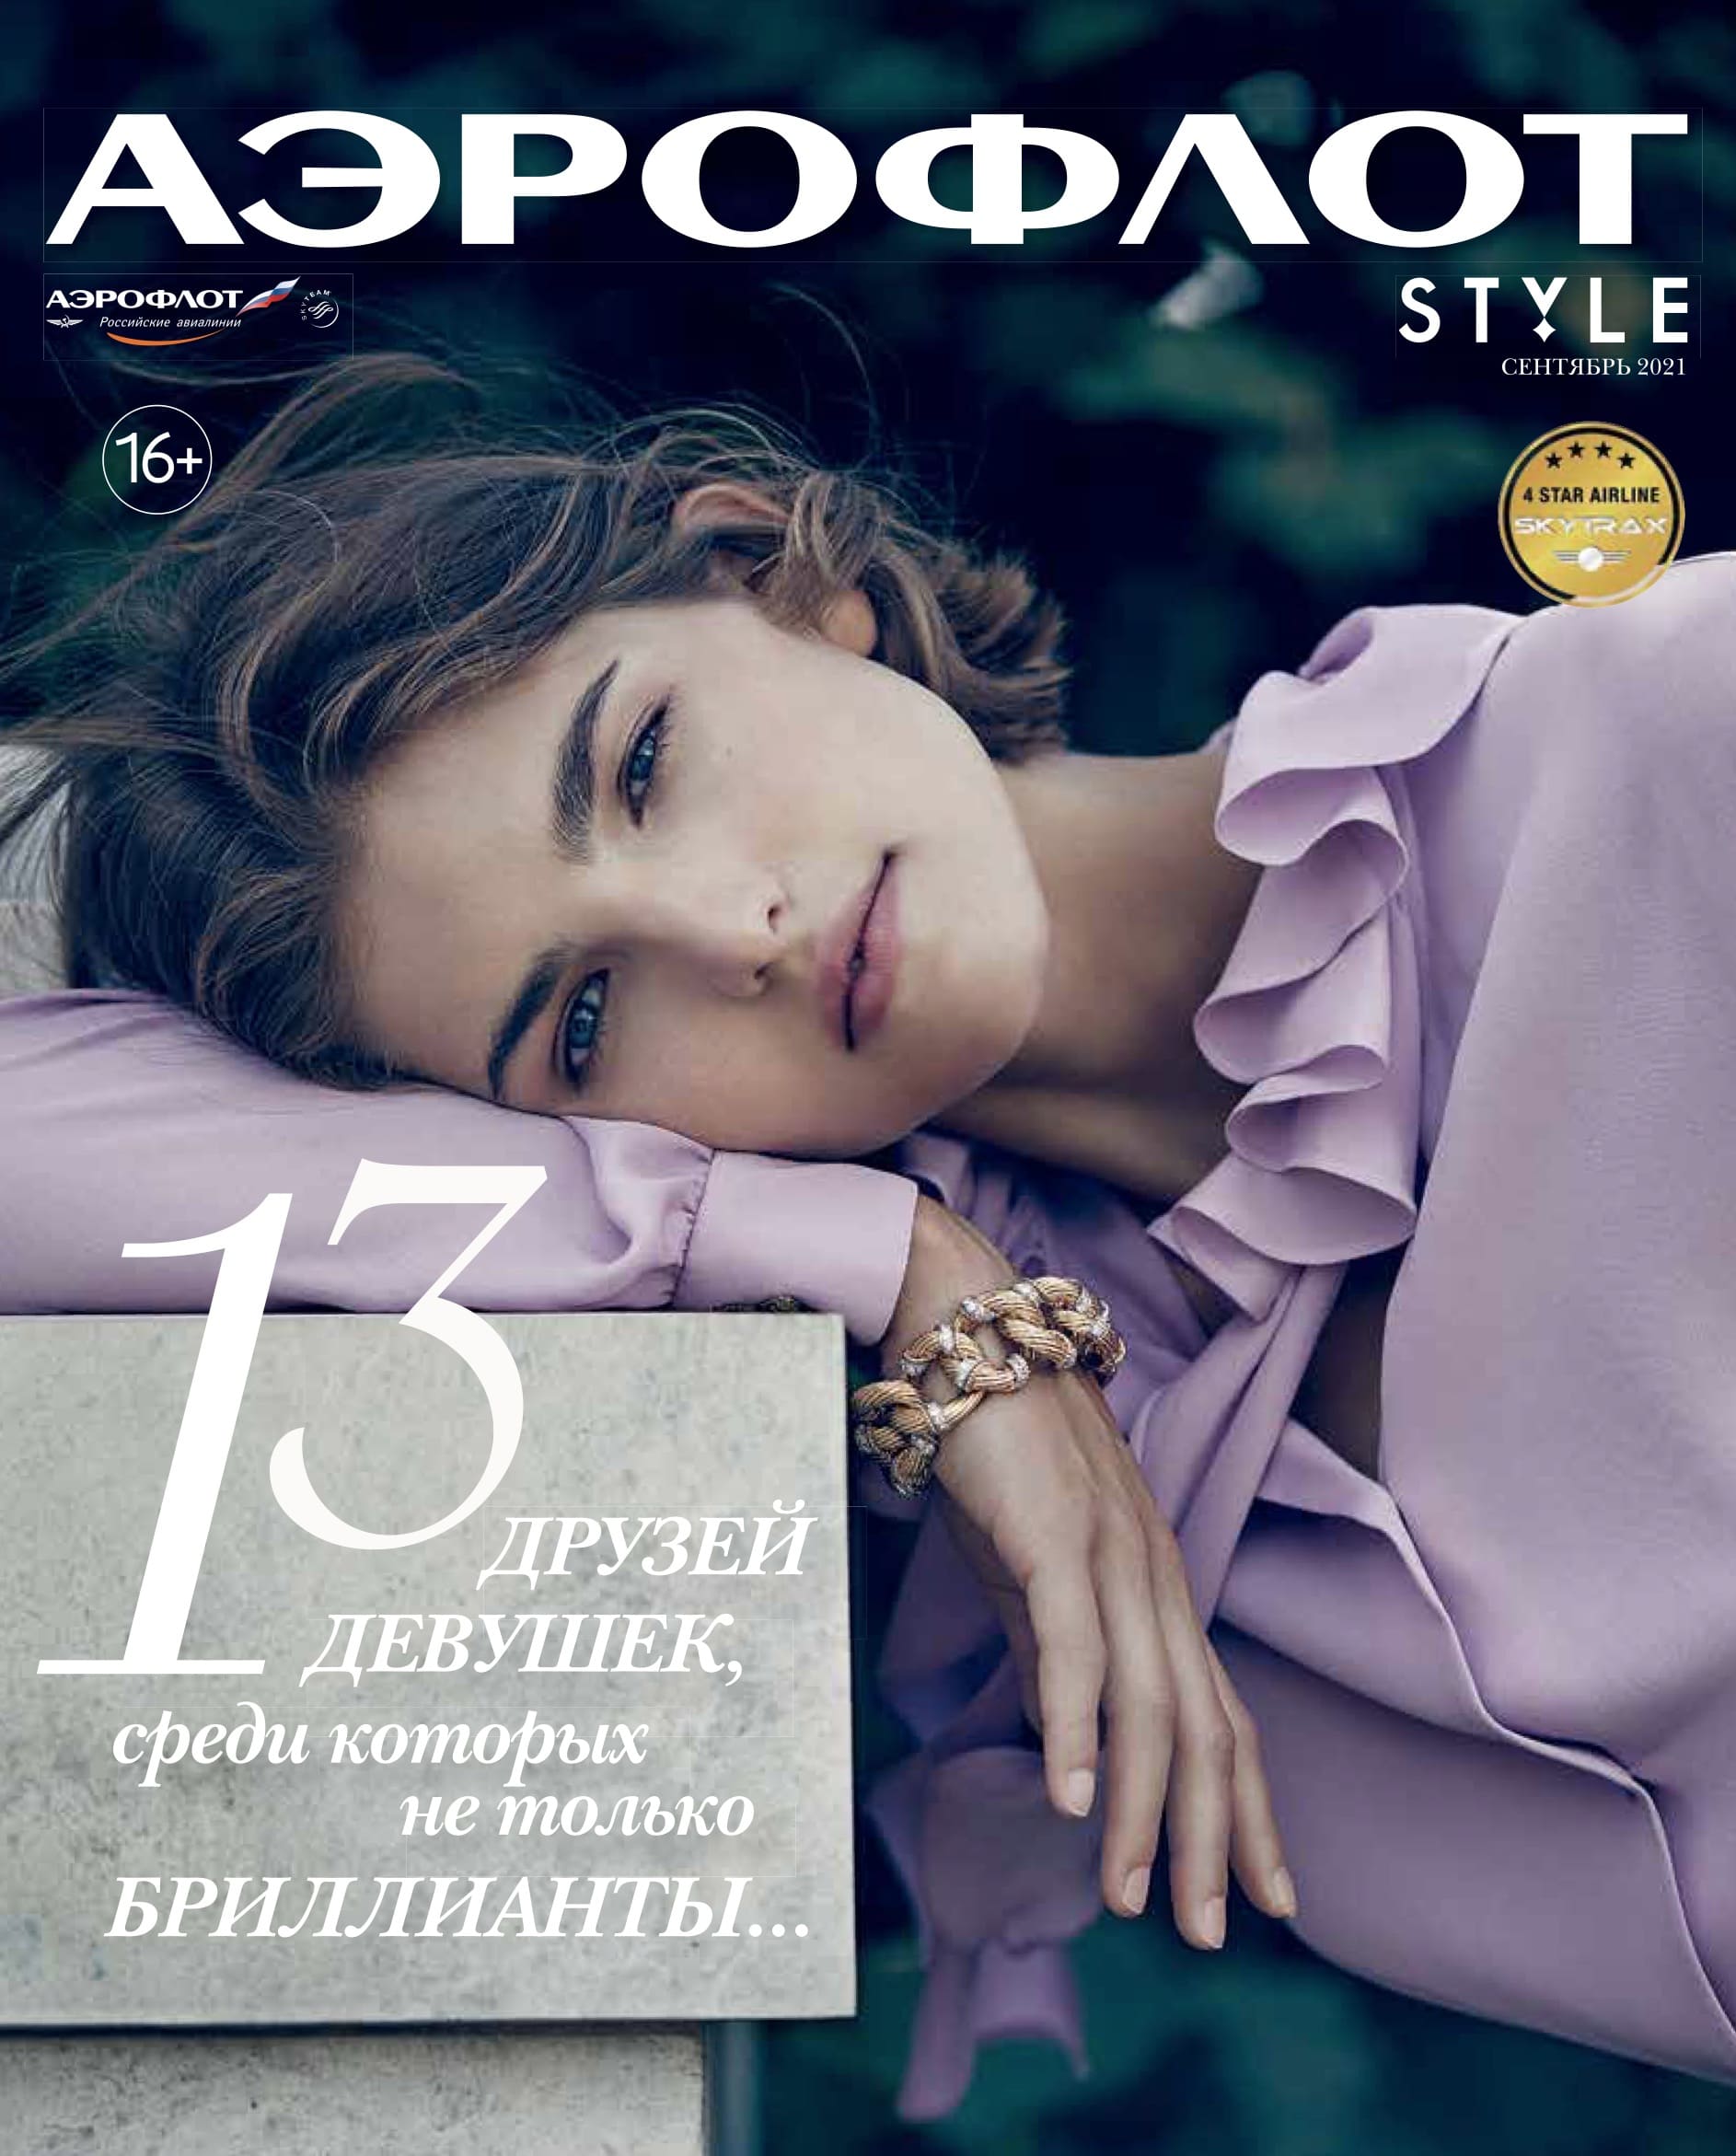 АЭРОФЛОТ
АЭРОФЛОТ
Российские авиалинии
SKYTEAM
STYLE
СЕНТЯБРЬ 2021
16+
4 STAR AIRLINE
SKYTRAX
13
ДРУЗЕЙ
ДЕВУШЕК,
среди которых
не только
БРИЛЛИАНТЫ...